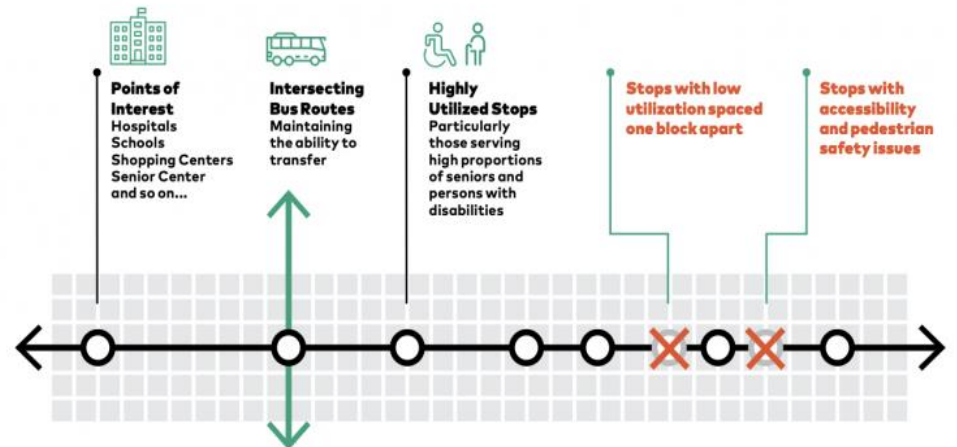 Points of
Interest
Hospitals
Schools
Shopping Centers
Senior Center
and so on...
Intersecting
Bus Routes
Maintaining
the ability to
transfer
Highly
Utilized Stops
Particularly
those serving
high proportions
of seniors and
persons with
disabilities
Stops with low
utilization spaced
one block apart
Stops with
accessibility
and pedestrian
safety issues